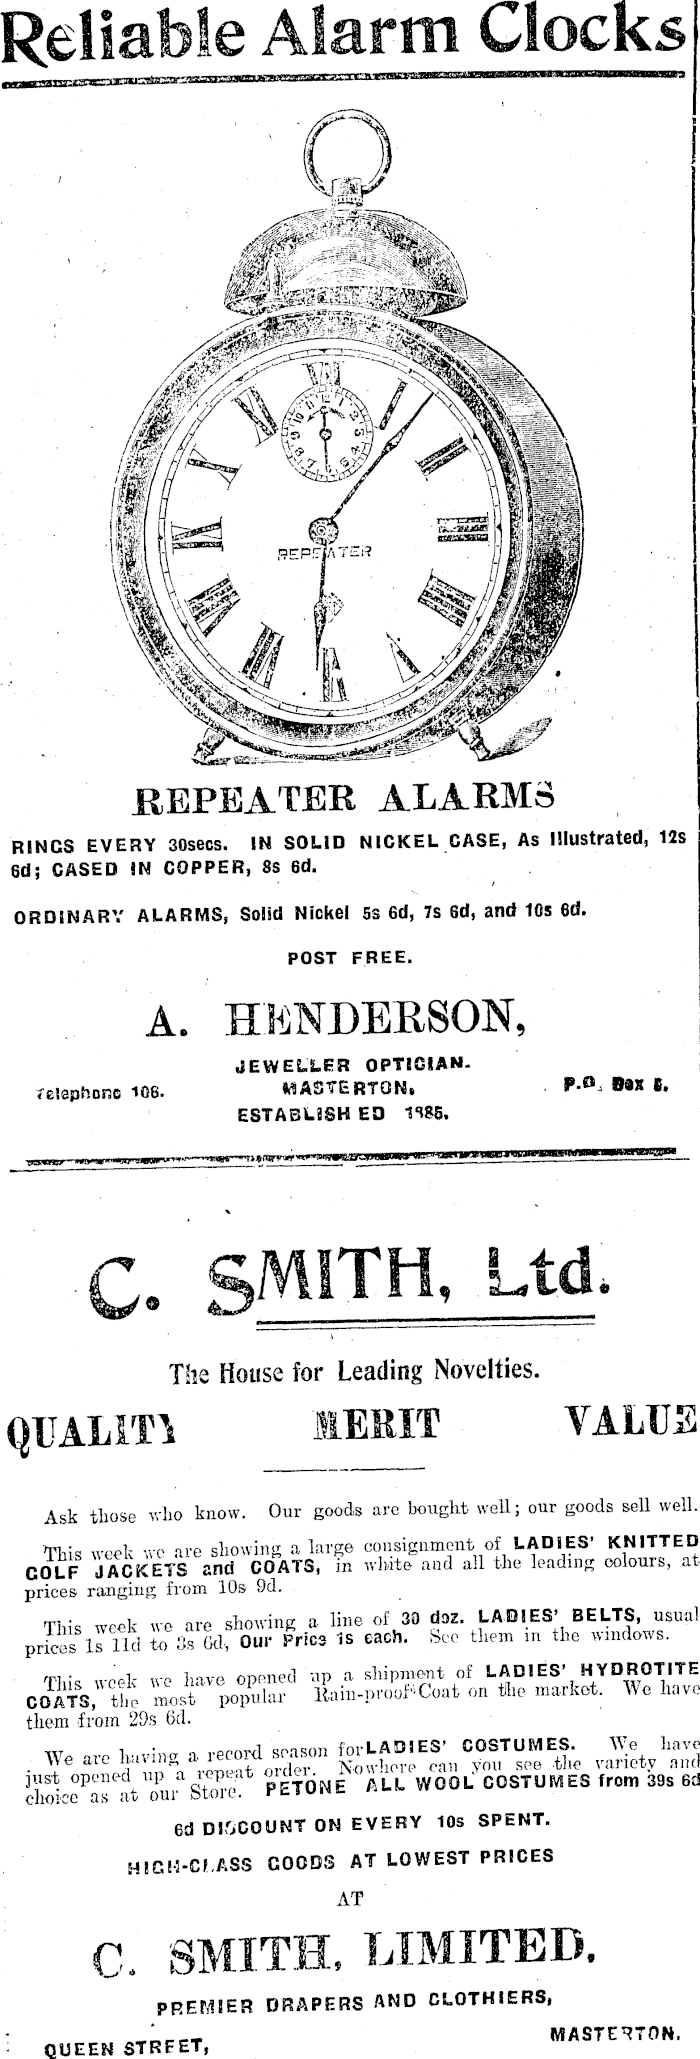 Reliable Alarm Clocks
REPEATER
REPEATER ALARMS
RINGS EVERY 30secs. IN SOLID NICKEL CASE, As Illustrated, 12s
6d; CASED IN COPPER, 8s 6d.
ORDINARY ALARMS, Solid Nickel 5s 6d, 7s 6d, and 10s 6d.
POST FREE.
A. HENDERSON,
JEWELLER OPTICIAN.
Telephone 106. MASTERTON. P.O. Box 5.
ESTABLISHED 1885.
C. SMITH, Ltd.
The House for Leading Novelties.
QUALITY MERIT VALUE
Ask those who know. Our goods are bought well; our goods sell well.
This week we are showing a large consignment of LADIES' KNITTED
GOLF JACKETS and COATS, in white and all the leading colours, at
prices ranging from 10s 9d.
This week we are showing a line of 30 doz. LADIES' BELTS, usual
prices 1s 11d to 3s 6d, Our Price 1s each. See them in the windows.
This week we have opened up a shipment of LADIES' HYDROTITE
COATS, the most popular Rain-proof Coat on the market. We have
them from 29s 6d.
We are having a record season for LADIES' COSTUMES. We have
just opened up a repeat order. Nowhere can you see the variety and
choice as at our Store. PETONE ALL WOOL COSTUMES from 39s 6d
6d DISCOUNT ON EVERY 10s SPENT.
HIGH-CLASS GOODS AT LOWEST PRICES
AT
C. SMITH, LIMITED,
PREMIER DRAPERS AND CLOTHIERS,
QUEEN STREET, MASTERTON.